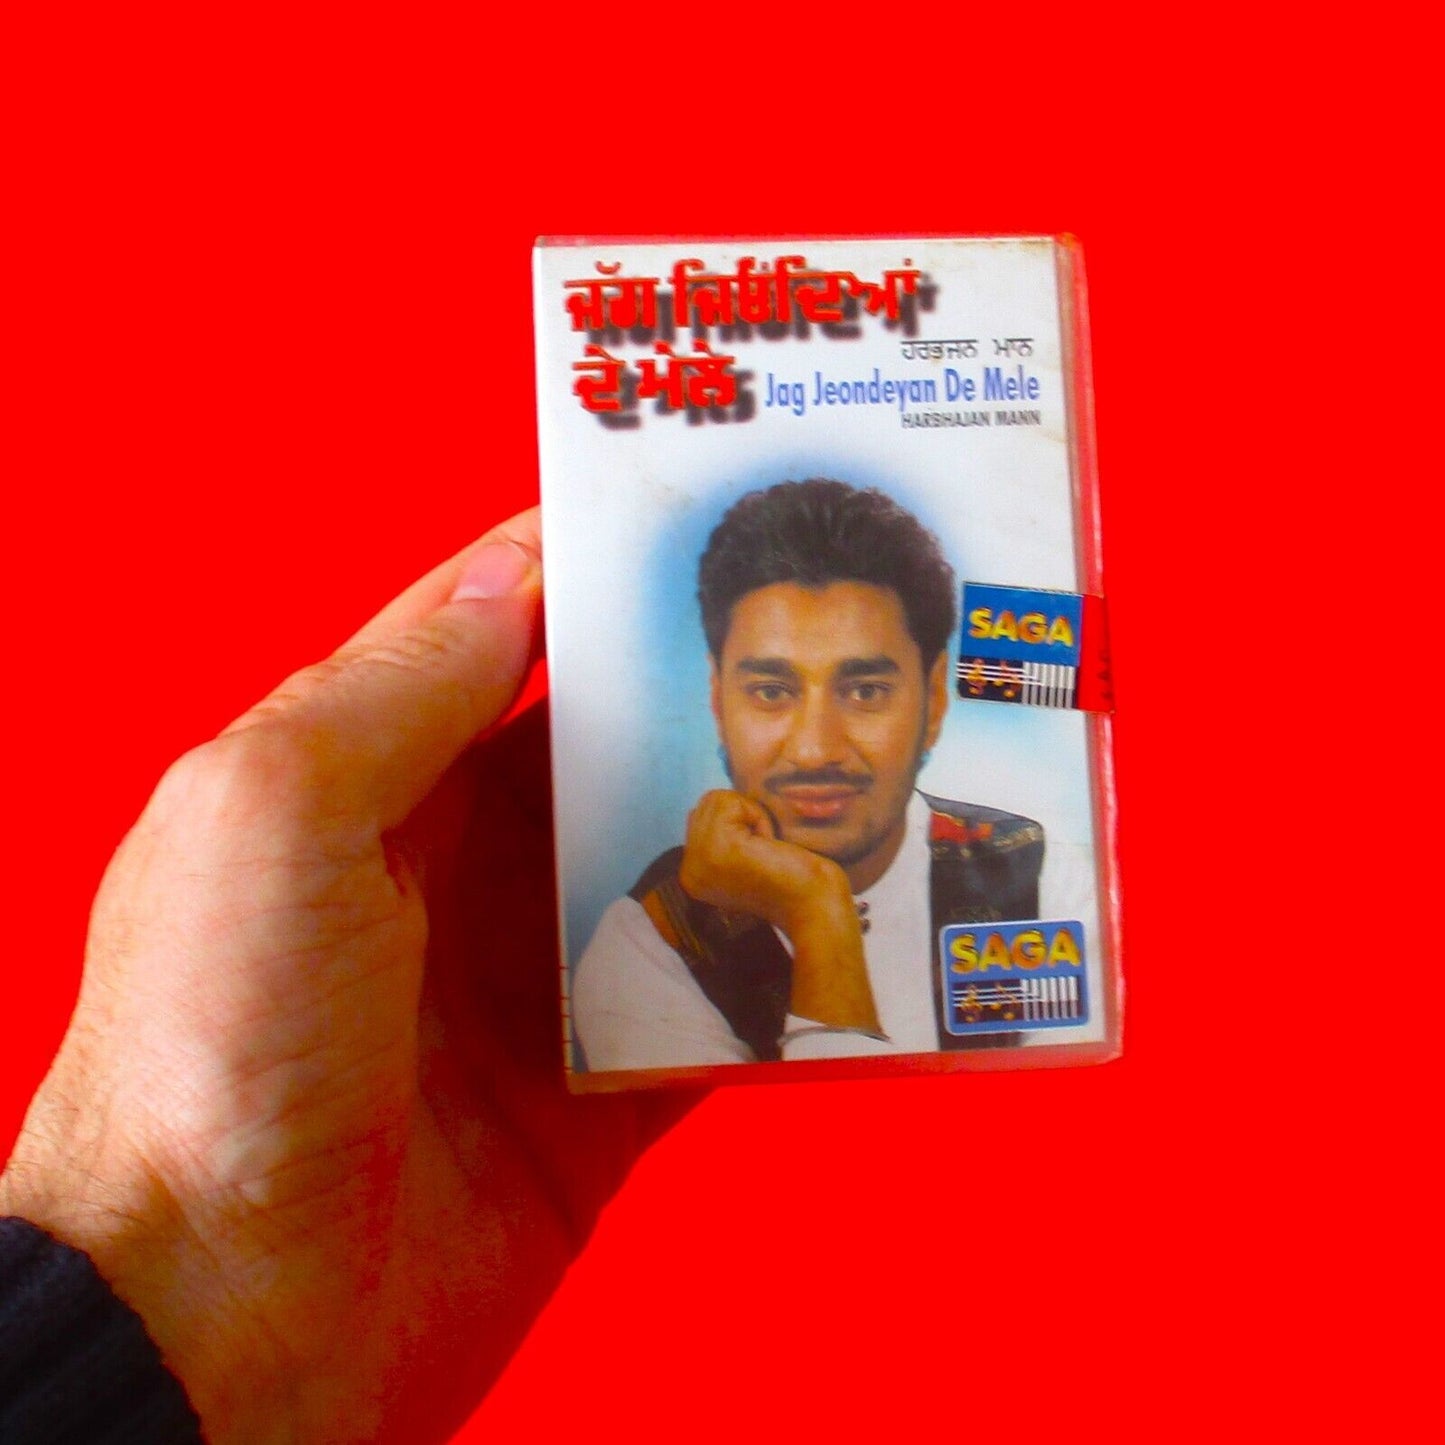 ਜੱਗ ਜਿਓਂਦਿਆਂ
ਦੇ ਮੇਲੇ
ਹਰਭਜਨ ਮਾਨ
Jag Jeondeyan De Mele
HARBHAJAN MANN
SAGA
SAGA